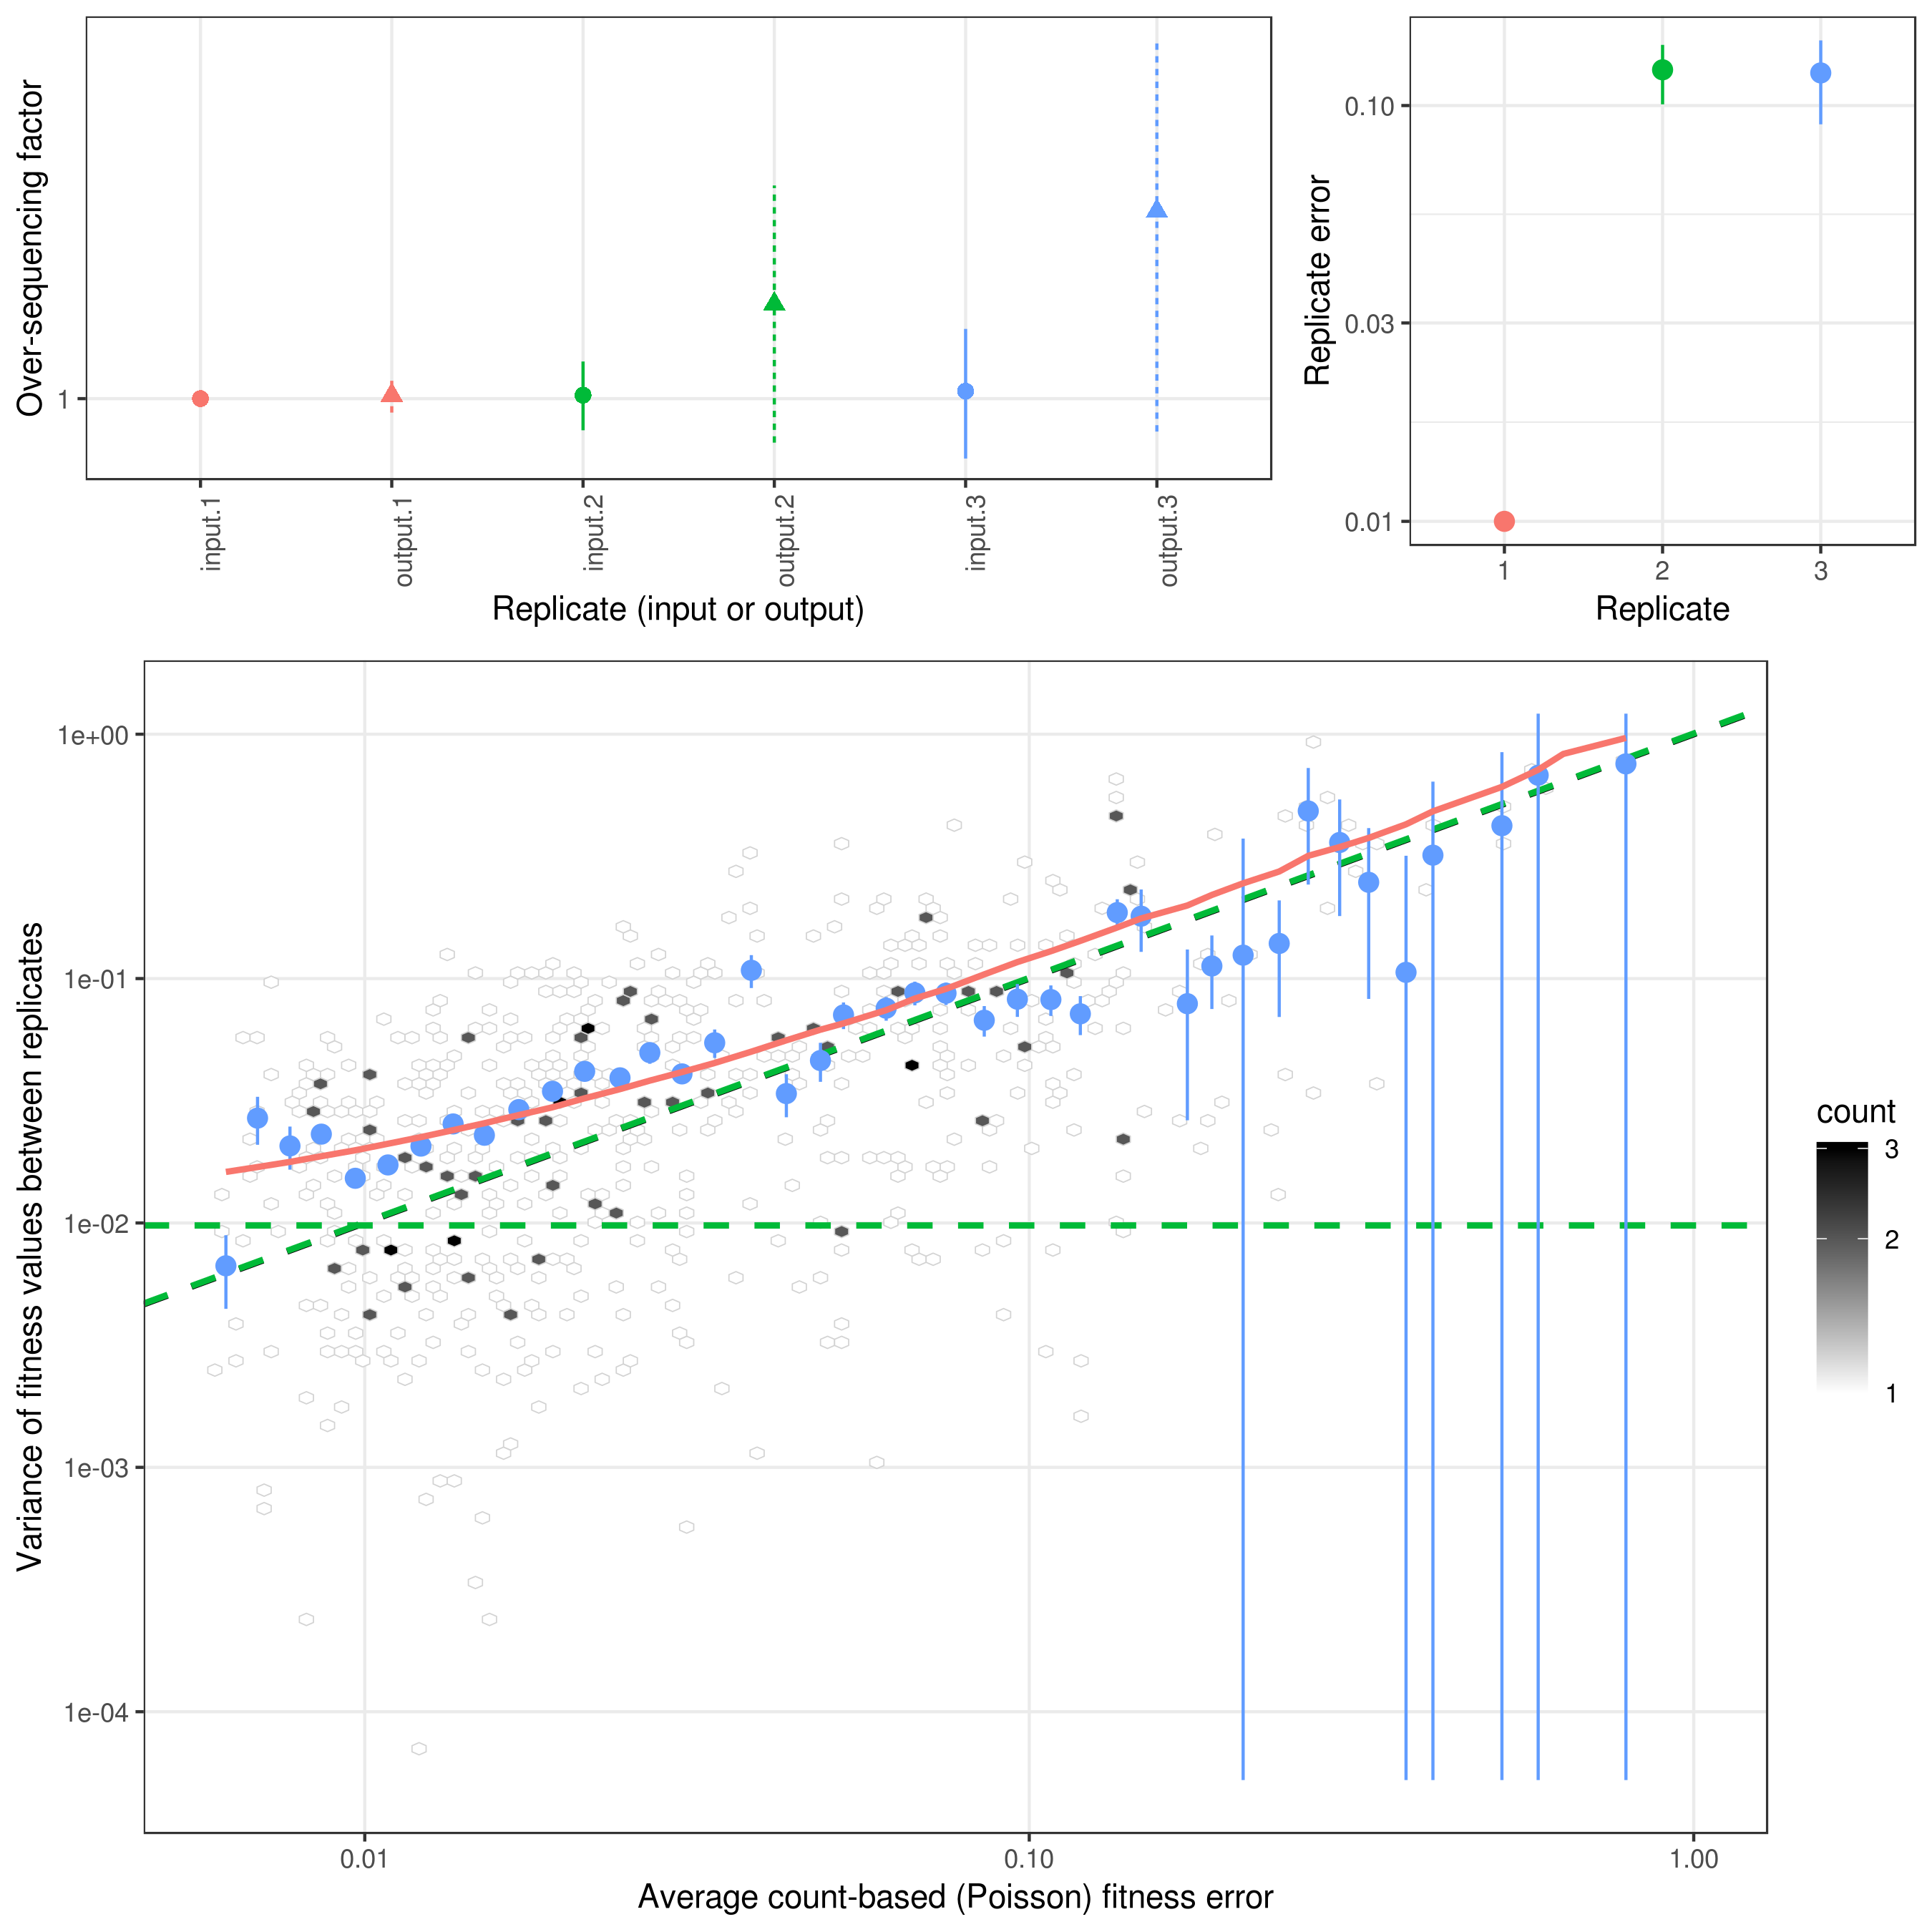 Over-sequencing factor
1
input.1
output.1
input.2
output.2
input.3
output.3
Replicate (input or output)
Replicate error
0.10
0.03
0.01
1
2
3
Replicate
Variance of fitness values between replicates
1e+00
1e-01
1e-02
1e-03
1e-04
0.01
0.10
1.00
Average count-based (Poisson) fitness error
count
3
2
1